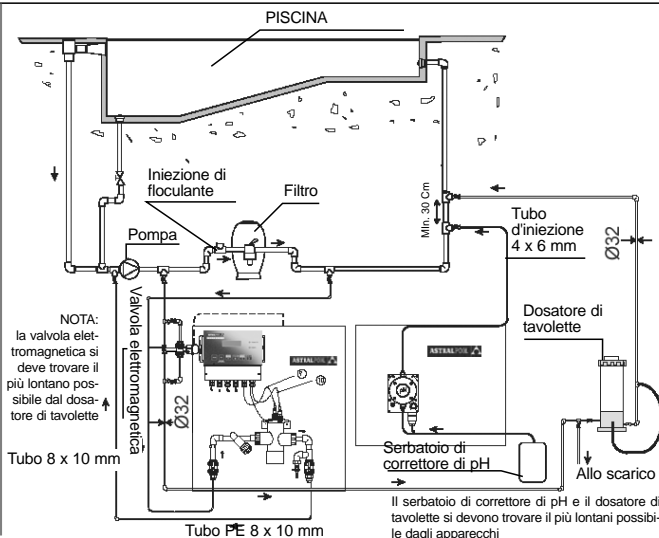 PISCINA
Iniezione di
floculante
Filtro
Pompa
MIn. 30 Cm
Tubo
d'iniezione
4 x 6 mm
Ø32
Dosatore di
tavolette
NOTA:
la valvola elet-
tromagnetica si
deve trovare il
più lontano pos-
sibile dal dosa-
tore di tavolette
Valvola elettromagnetica
Ø32
ASTRALPOOL
ASTRALPOOL
pH
Tubo 8 x 10 mm
Serbatoio di
correttore di pH
Allo scarico
Tubo PE 8 x 10 mm
Il serbatoio di correttore di pH e il dosatore di
tavolette si devono trovare il più lontani possibi-
le dagli apparecchi